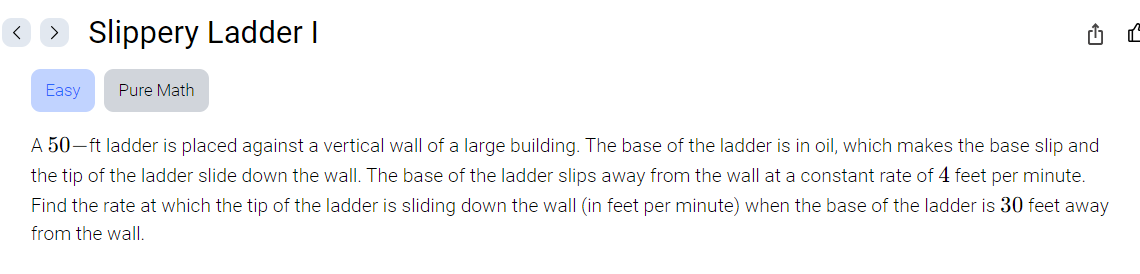 Slippery Ladder I
Easy
Pure Math
A 50−ft ladder is placed against a vertical wall of a large building. The base of the ladder is in oil, which makes the base slip and
the tip of the ladder slide down the wall. The base of the ladder slips away from the wall at a constant rate of 4 feet per minute.
Find the rate at which the tip of the ladder is sliding down the wall (in feet per minute) when the base of the ladder is 30 feet away
from the wall.